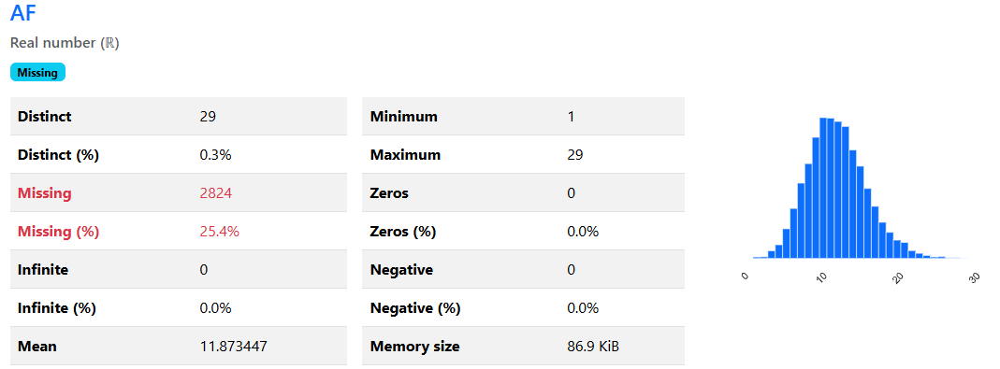 AF
Real number (ℝ)
Missing
Distinct 29
Distinct (%) 0.3%
Missing 2824
Missing (%) 25.4%
Infinite 0
Infinite (%) 0.0%
Mean 11.873447
Minimum 1
Maximum 29
Zeros 0
Zeros (%) 0.0%
Negative 0
Negative (%) 0.0%
Memory size 86.9 KiB
0 10 20 30